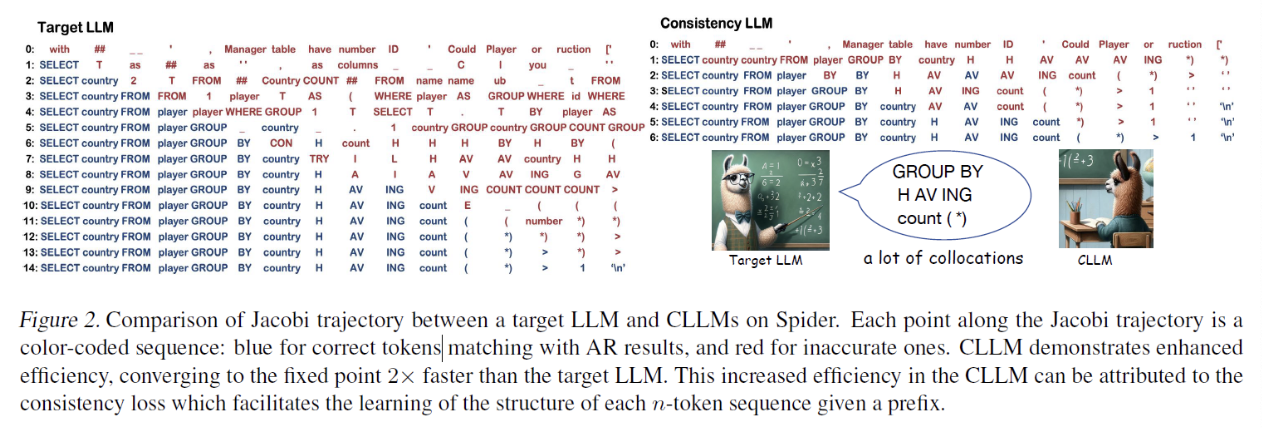 Target LLM
0: with ## _ _ ' , Manager table have number ID ' Could Player or ruction ['
1: SELECT T as ## as ' ' , as columns _ _ C I you _ ' '
2: SELECT country 2 T FROM ## Country COUNT ## FROM name name ub _ t FROM
3: SELECT country FROM FROM 1 player T AS ( WHERE player AS GROUP WHERE id WHERE
4: SELECT country FROM player player WHERE GROUP 1 T SELECT T . T BY player AS
5: SELECT country FROM player GROUP _ country _ . 1 country GROUP country GROUP COUNT GROUP
6: SELECT country FROM player GROUP BY CON H count H H H BY H BY (
7: SELECT country FROM player GROUP BY country TRY I L H AV AV country H H
8: SELECT country FROM player GROUP BY country H A I A V AV ING G AV
9: SELECT country FROM player GROUP BY country H AV ING V ING COUNT COUNT COUNT >
10: SELECT country FROM player GROUP BY country H AV ING count E _ ( ( (
11: SELECT country FROM player GROUP BY country H AV ING count ( ( number *) *)
12: SELECT country FROM player GROUP BY country H AV ING count ( *) *) *) >
13: SELECT country FROM player GROUP BY country H AV ING count ( *) > *) >
14: SELECT country FROM player GROUP BY country H AV ING count ( *) > 1 '\n'
Consistency LLM
0: with ## _ _ ' , Manager table have number ID ' Could Player or ruction ['
1: SELECT country country FROM player GROUP BY country H H AV AV AV ING *) *)
2: SELECT country FROM player BY BY H AV AV AV ING count ( *) > ' '
3: SELECT country FROM player GROUP BY H AV ING count ( *) > 1 ' ' ' '
4: SELECT country FROM player GROUP BY country AV AV count ( *) > 1 ' ' '\n'
5: SELECT country FROM player GROUP BY country H AV ING count *) > 1 ' ' '\n'
6: SELECT country FROM player GROUP BY country H AV ING count ( *) > 1 '\n'
GROUP BY
H AV ING
count ( *)
Target LLM
a lot of collocations
CLLM
Figure 2. Comparison of Jacobi trajectory between a target LLM and CLLMs on Spider. Each point along the Jacobi trajectory is a
color-coded sequence: blue for correct tokens matching with AR results, and red for inaccurate ones. CLLM demonstrates enhanced
efficiency, converging to the fixed point 2× faster than the target LLM. This increased efficiency in the CLLM can be attributed to the
consistency loss which facilitates the learning of the structure of each n-token sequence given a prefix.